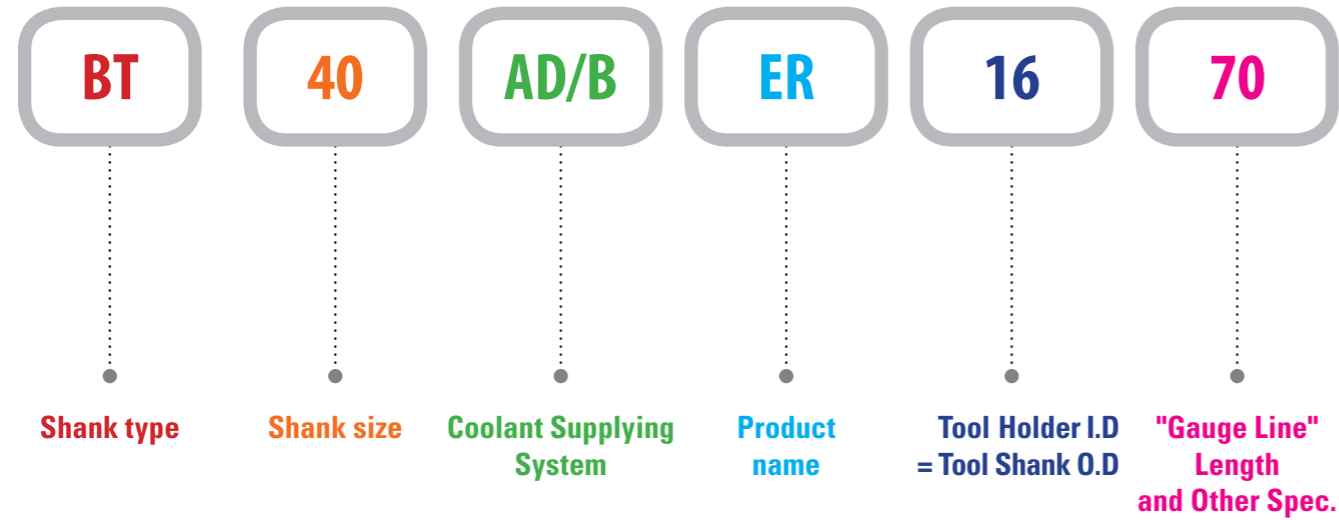 BT 40 AD/B ER 16 70
Shank type
Shank size
Coolant Supplying
System
Product
name
Tool Holder I.D
= Tool Shank O.D
"Gauge Line"
Length
and Other Spec.